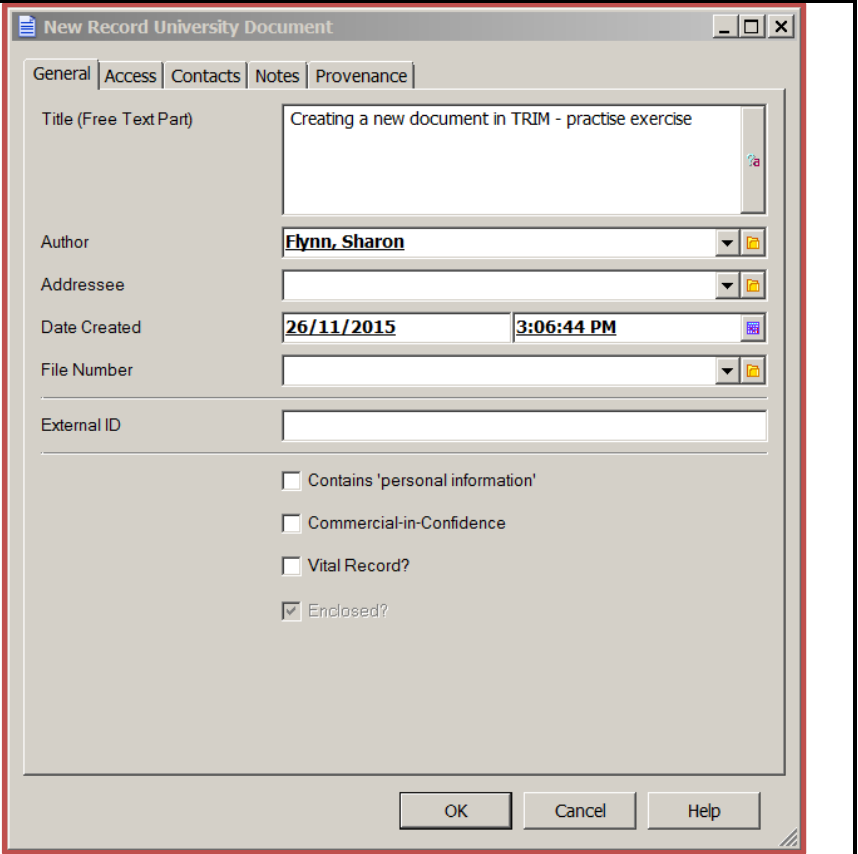 New Record University Document
General Access Contacts Notes Provenance
Title (Free Text Part) Creating a new document in TRIM - practise exercise
Author Flynn, Sharon
Addressee
Date Created 26/11/2015 3:06:44 PM
File Number
External ID
Contains 'personal information'
Commercial-in-Confidence
Vital Record?
Enclosed?
OK Cancel Help